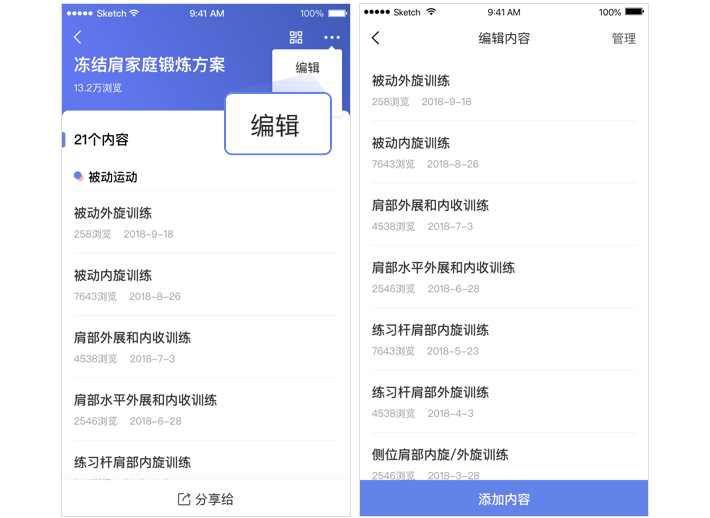 Sketch 9:41 AM 100%
冻结肩家庭锻炼方案
13.2万浏览
编辑
编辑
21个内容
被动运动
被动外旋训练
258浏览 2018-9-18
被动内旋训练
7643浏览 2018-8-26
肩部外展和内收训练
4538浏览 2018-7-3
肩部水平外展和内收训练
2546浏览 2018-6-28
练习杆肩部内旋训练
分享给
Sketch 9:41 AM 100%
编辑内容 管理
被动外旋训练
258浏览 2018-9-18
被动内旋训练
7643浏览 2018-8-26
肩部外展和内收训练
4538浏览 2018-7-3
肩部水平外展和内收训练
2546浏览 2018-6-28
练习杆肩部内旋训练
7643浏览 2018-5-23
练习杆肩部外旋训练
4538浏览 2018-4-3
侧位肩部内旋/外旋训练
2546浏览 2018-3-28
添加内容